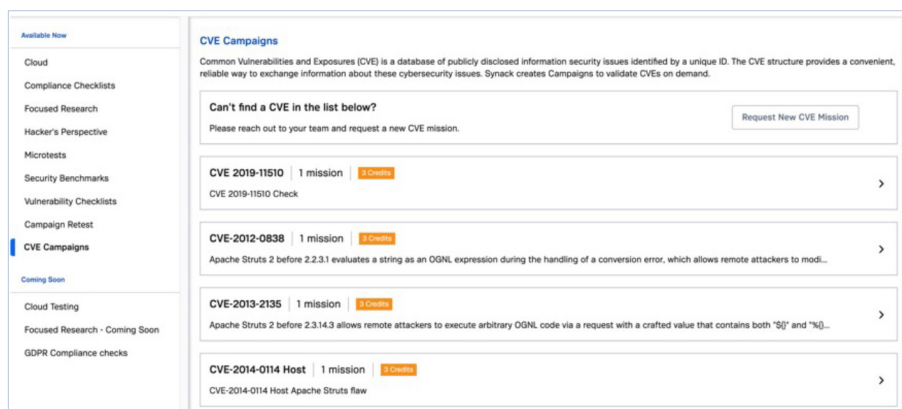 Available Now
Cloud
Compliance Checklists
Focused Research
Hacker's Perspective
Microtests
Security Benchmarks
Vulnerability Checklists
Campaign Retest
CVE Campaigns
Coming Soon
Cloud Testing
Focused Research - Coming Soon
GDPR Compliance checks
CVE Campaigns
Common Vulnerabilities and Exposures (CVE) is a database of publicly disclosed information security issues identified by a unique ID. The CVE structure provides a convenient,
reliable way to exchange information about these cybersecurity issues. Synack creates Campaigns to validate CVEs on demand.
Can't find a CVE in the list below?
Please reach out to your team and request a new CVE mission.
Request New CVE Mission
CVE 2019-11510 | 1 mission | 3 Credits
CVE 2019-11510 Check
CVE-2012-0838 | 1 mission | 3 Credits
Apache Struts 2 before 2.2.3.1 evaluates a string as an OGNL expression during the handling of a conversion error, which allows remote attackers to modi...
CVE-2013-2135 | 1 mission | 3 Credits
Apache Struts 2 before 2.3.14.3 allows remote attackers to execute arbitrary OGNL code via a request with a crafted value that contains both "${}" and "%{}...
CVE-2014-0114 Host | 1 mission | 3 Credits
CVE-2014-0114 Host Apache Struts flaw